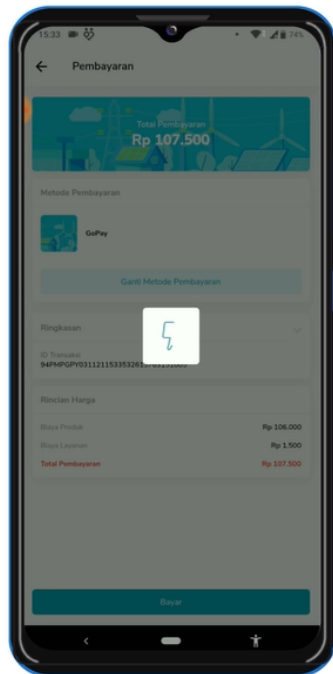 15:33
74%
Pembayaran
Total Pembayaran
Rp 107.500
Metode Pembayaran
GoPay
Ganti Metode Pembayaran
Ringkasan
ID Transaksi
Rincian Harga
Biaya Produk Rp 106.000
Biaya Layanan Rp 1.500
Total Pembayaran Rp 107.500
Bayar